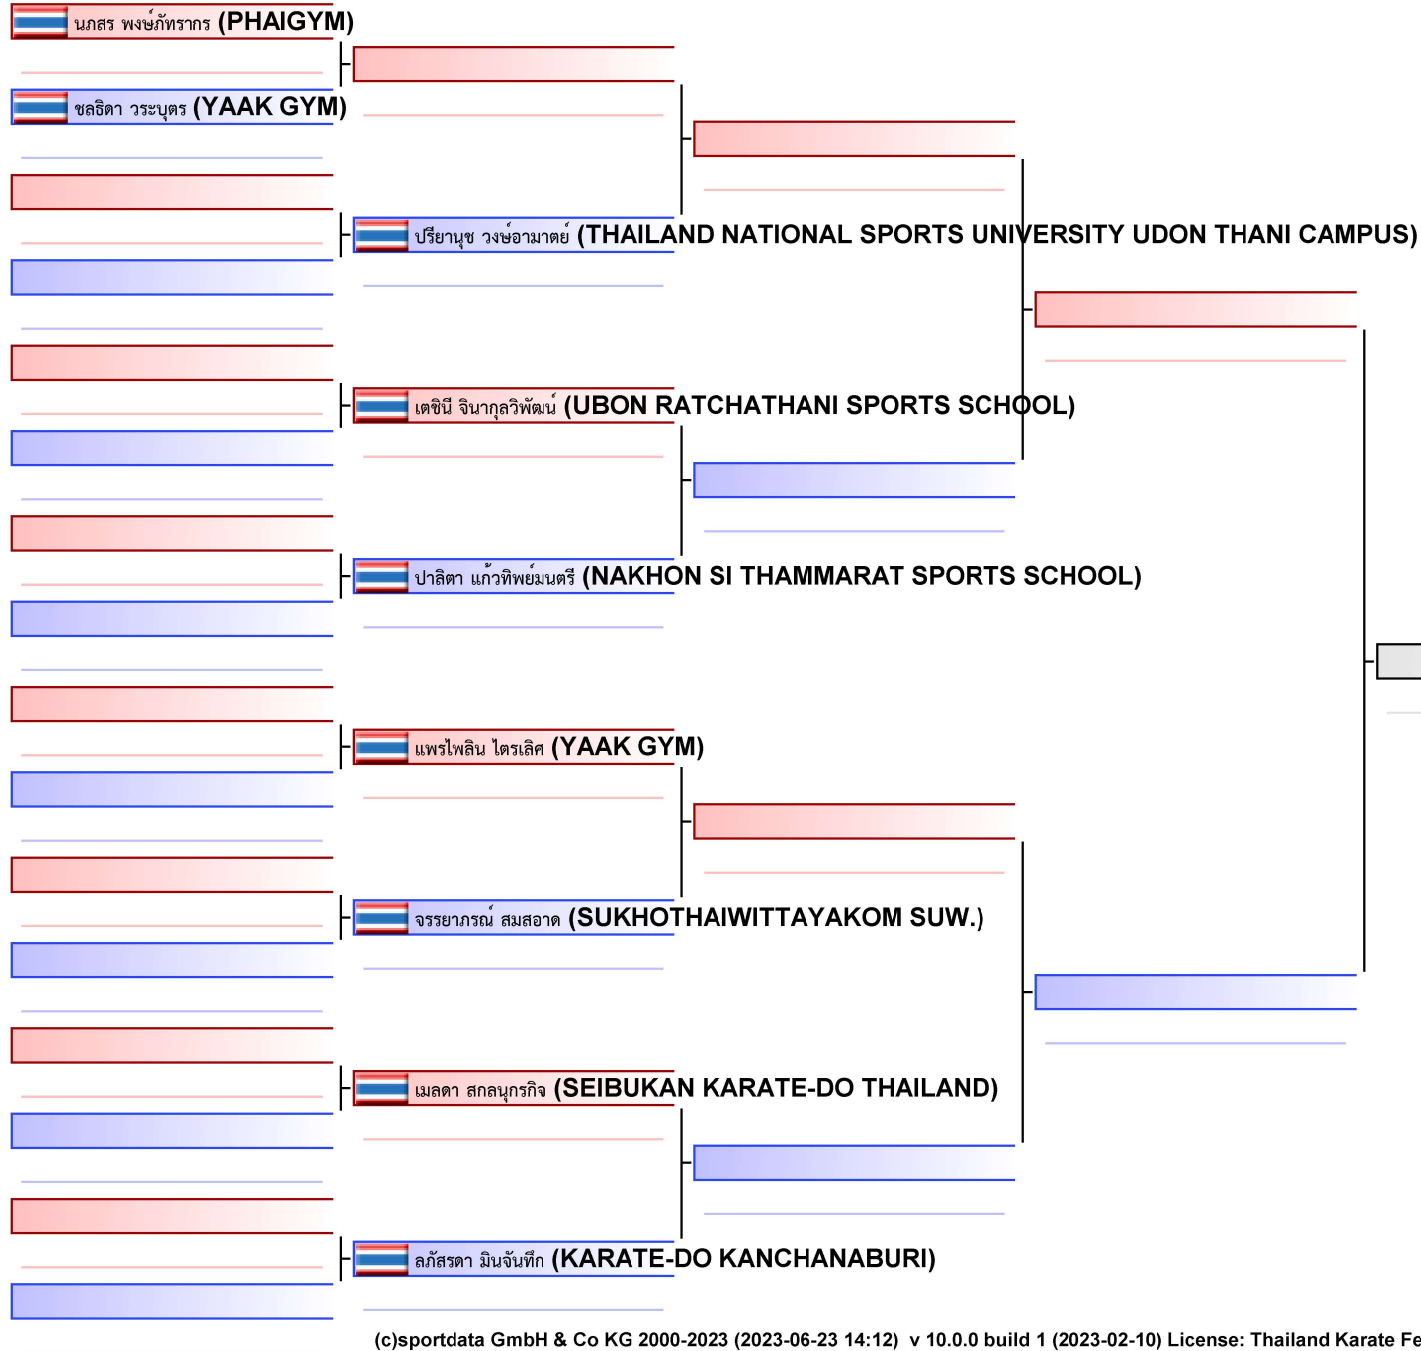 นภสร พงษ์ภัทรากร (PHAIGYM)
ชลธิดา วระบุตร (YAAK GYM)
ปรียานุช วงษ์อามาตย์ (THAILAND NATIONAL SPORTS UNIVERSITY UDON THANI CAMPUS)
เตชินี จินากุลวิพัฒน์ (UBON RATCHATHANI SPORTS SCHOOL)
ปาลิตา แก้วทิพย์มนตรี (NAKHON SI THAMMARAT SPORTS SCHOOL)
แพรไพลิน ไตรเลิศ (YAAK GYM)
จรรยาภรณ์ สมสอาด (SUKHOTHAIWITTAYAKOM SUW.)
เมลดา สกลนุกรกิจ (SEIBUKAN KARATE-DO THAILAND)
ลภัสรดา มินจันทึก (KARATE-DO KANCHANABURI)
(c)sportdata GmbH & Co KG 2000-2023 (2023-06-23 14:12) v 10.0.0 build 1 (2023-02-10) License: Thailand Karate Fe